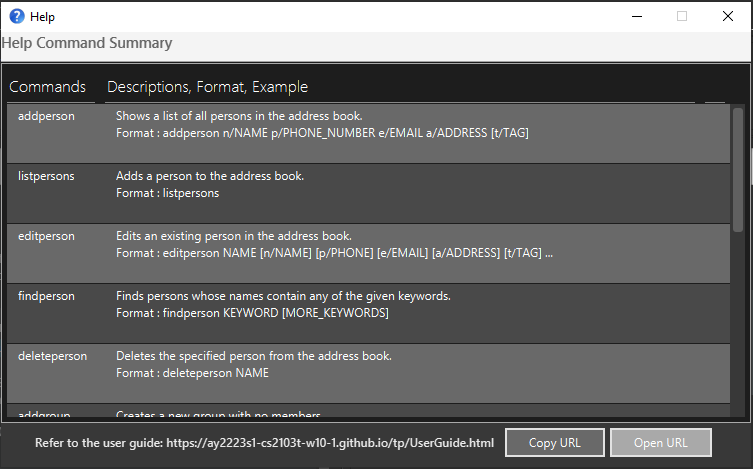 Help
Help Command Summary
Commands Descriptions, Format, Example
addperson Shows a list of all persons in the address book.
Format : addperson n/NAME p/PHONE_NUMBER e/EMAIL a/ADDRESS [t/TAG]
listpersons Adds a person to the address book.
Format : listpersons
editperson Edits an existing person in the address book.
Format : editperson NAME [n/NAME] [p/PHONE] [e/EMAIL] [a/ADDRESS] [t/TAG] ...
findperson Finds persons whose names contain any of the given keywords.
Format : findperson KEYWORD [MORE_KEYWORDS]
deleteperson Deletes the specified person from the address book.
Format : deleteperson NAME
addgroup Creates a new group with no members
Refer to the user guide: https://ay2223s1-cs2103t-w10-1.github.io/tp/UserGuide.html Copy URL Open URL